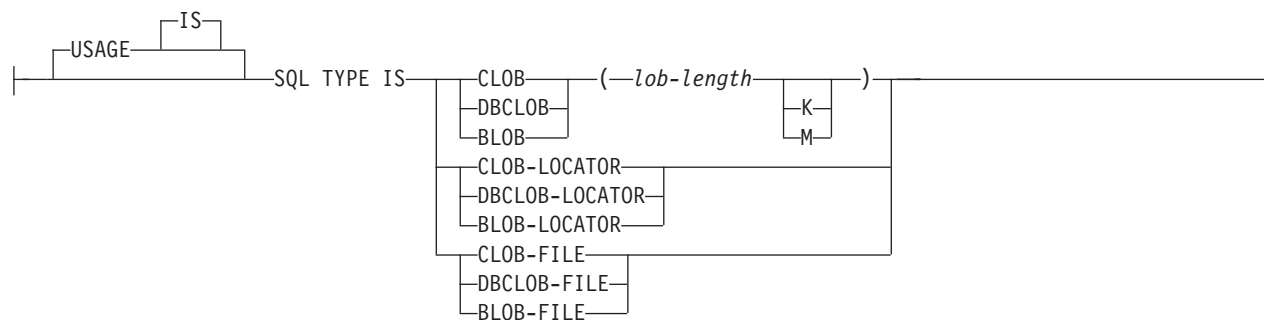 IS
USAGE
SQL TYPE IS CLOB ( lob-length )
DBCLOB K
BLOB M
CLOB-LOCATOR
DBCLOB-LOCATOR
BLOB-LOCATOR
CLOB-FILE
DBCLOB-FILE
BLOB-FILE